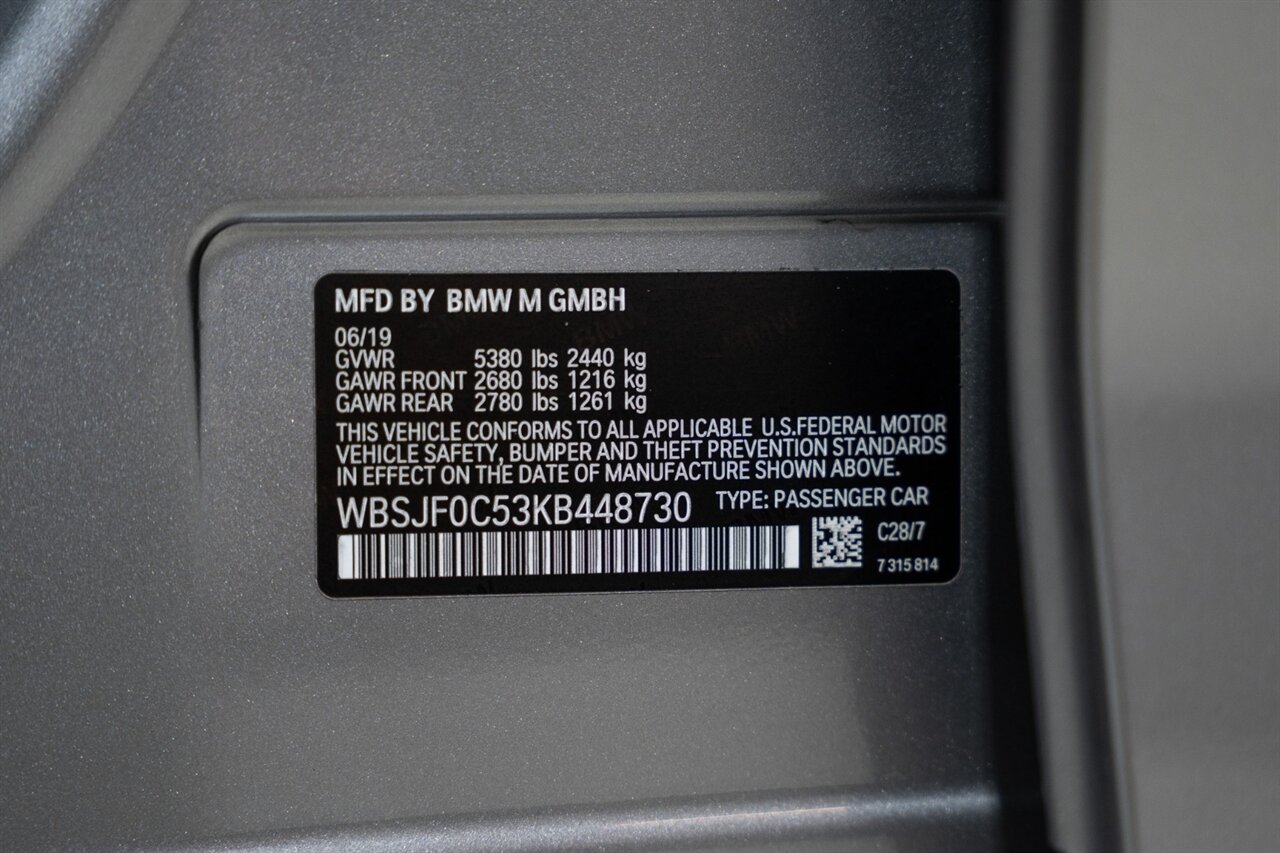 MFD BY BMW M GMBH
06/19
GVWR 5380 lbs 2440 kg
GAWR FRONT 2680 lbs 1216 kg
GAWR REAR 2780 lbs 1261 kg
THIS VEHICLE CONFORMS TO ALL APPLICABLE U.S.FEDERAL MOTOR
VEHICLE SAFETY, BUMPER AND THEFT PREVENTION STANDARDS
IN EFFECT ON THE DATE OF MANUFACTURE SHOWN ABOVE.
WBSJF0C53KB448730 TYPE: PASSENGER CAR
C28/7
7 315 814